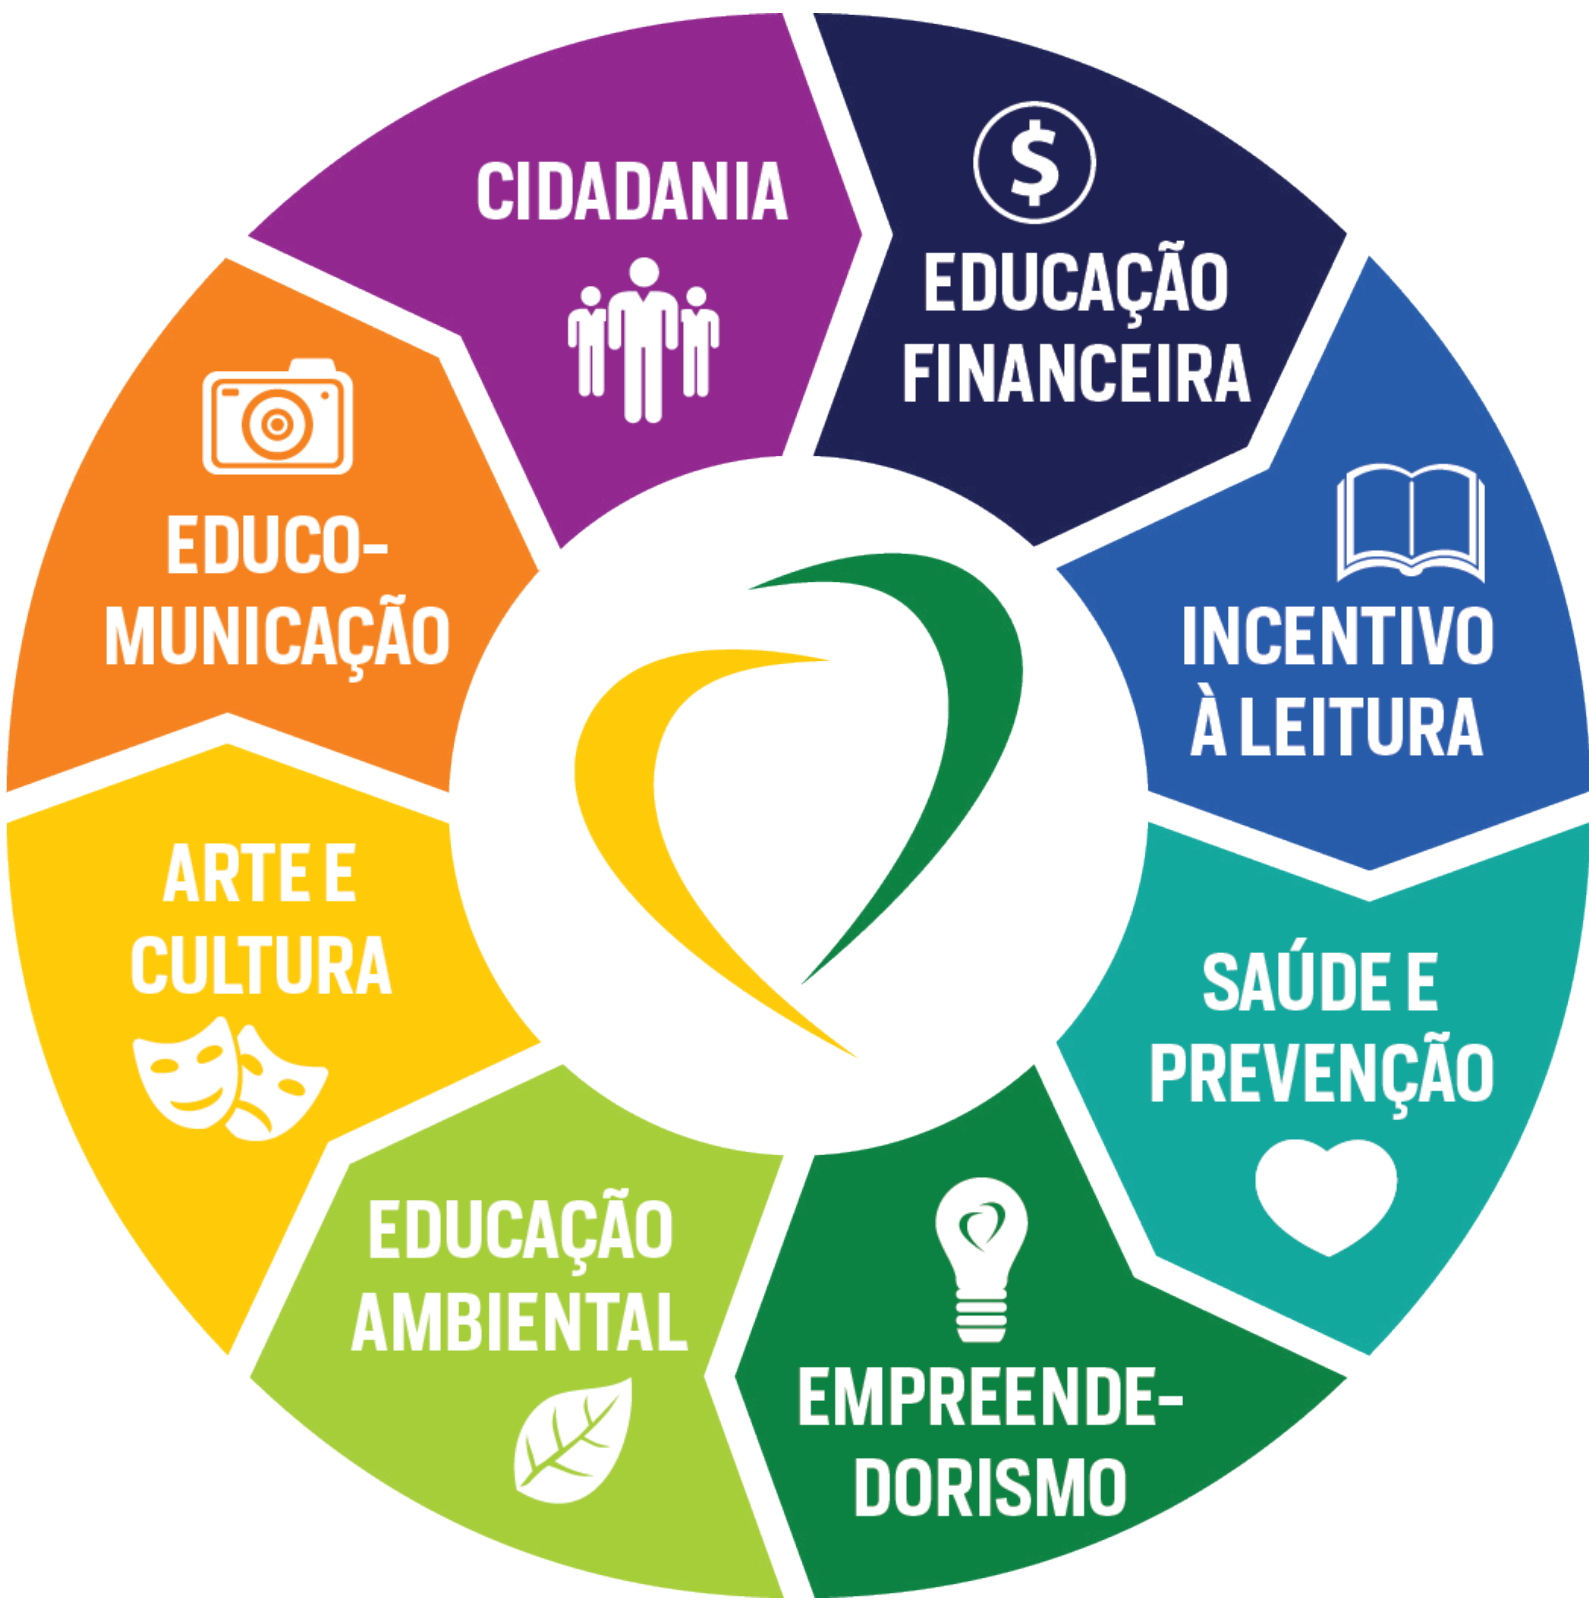 CIDADANIA
$
EDUCAÇÃO
FINANCEIRA
INCENTIVO
À LEITURA
SAÚDE E
PREVENÇÃO
EMPREENDE-
DORISMO
EDUCAÇÃO
AMBIENTAL
ARTE E
CULTURA
EDUCO-
MUNICAÇÃO